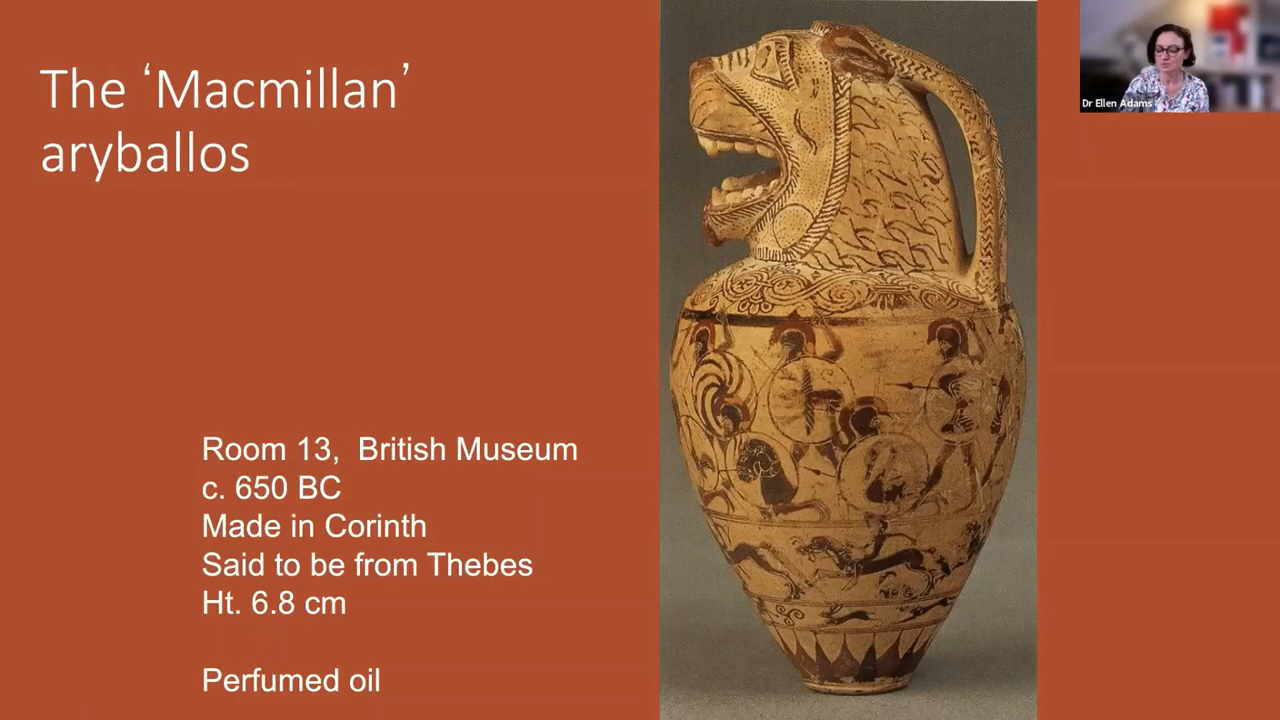 The ‘Macmillan’
aryballos
Room 13,  British Museum
c. 650 BC
Made in Corinth
Said to be from Thebes
Ht. 6.8 cm
Perfumed oil
Dr Ellen Adams